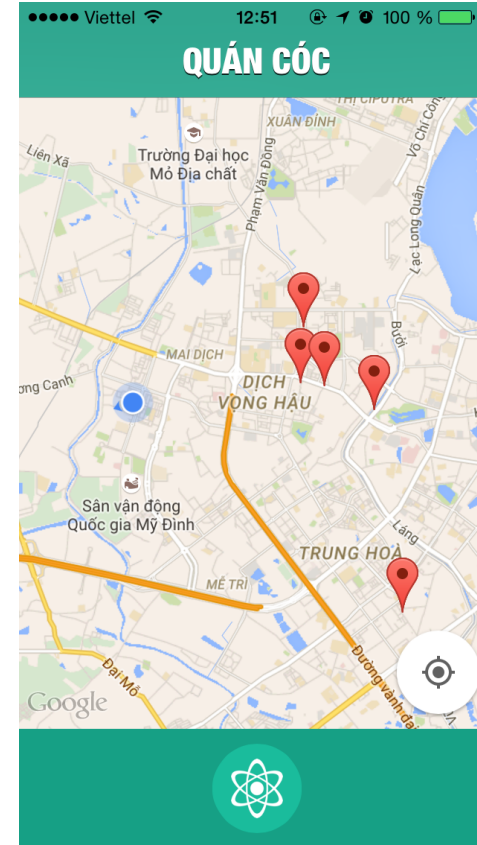 Viettel 12:51 100 %
QUÁN CÓC
THỊ CIPUTRA
XUÂN ĐỈNH
Võ Chí Công
Liên Xã
Trường Đại học
Mỏ Địa chất
Phạm Văn Đồng
Lạc Long Quân
Bưởi
MAI DỊCH
DỊCH
VỌNG HẬU
ơng Canh
Sân vận động
Quốc gia Mỹ Đình
Láng
TRUNG HOÀ
MỄ TRÌ
Đại Mỗ
Đường vành đai
Google